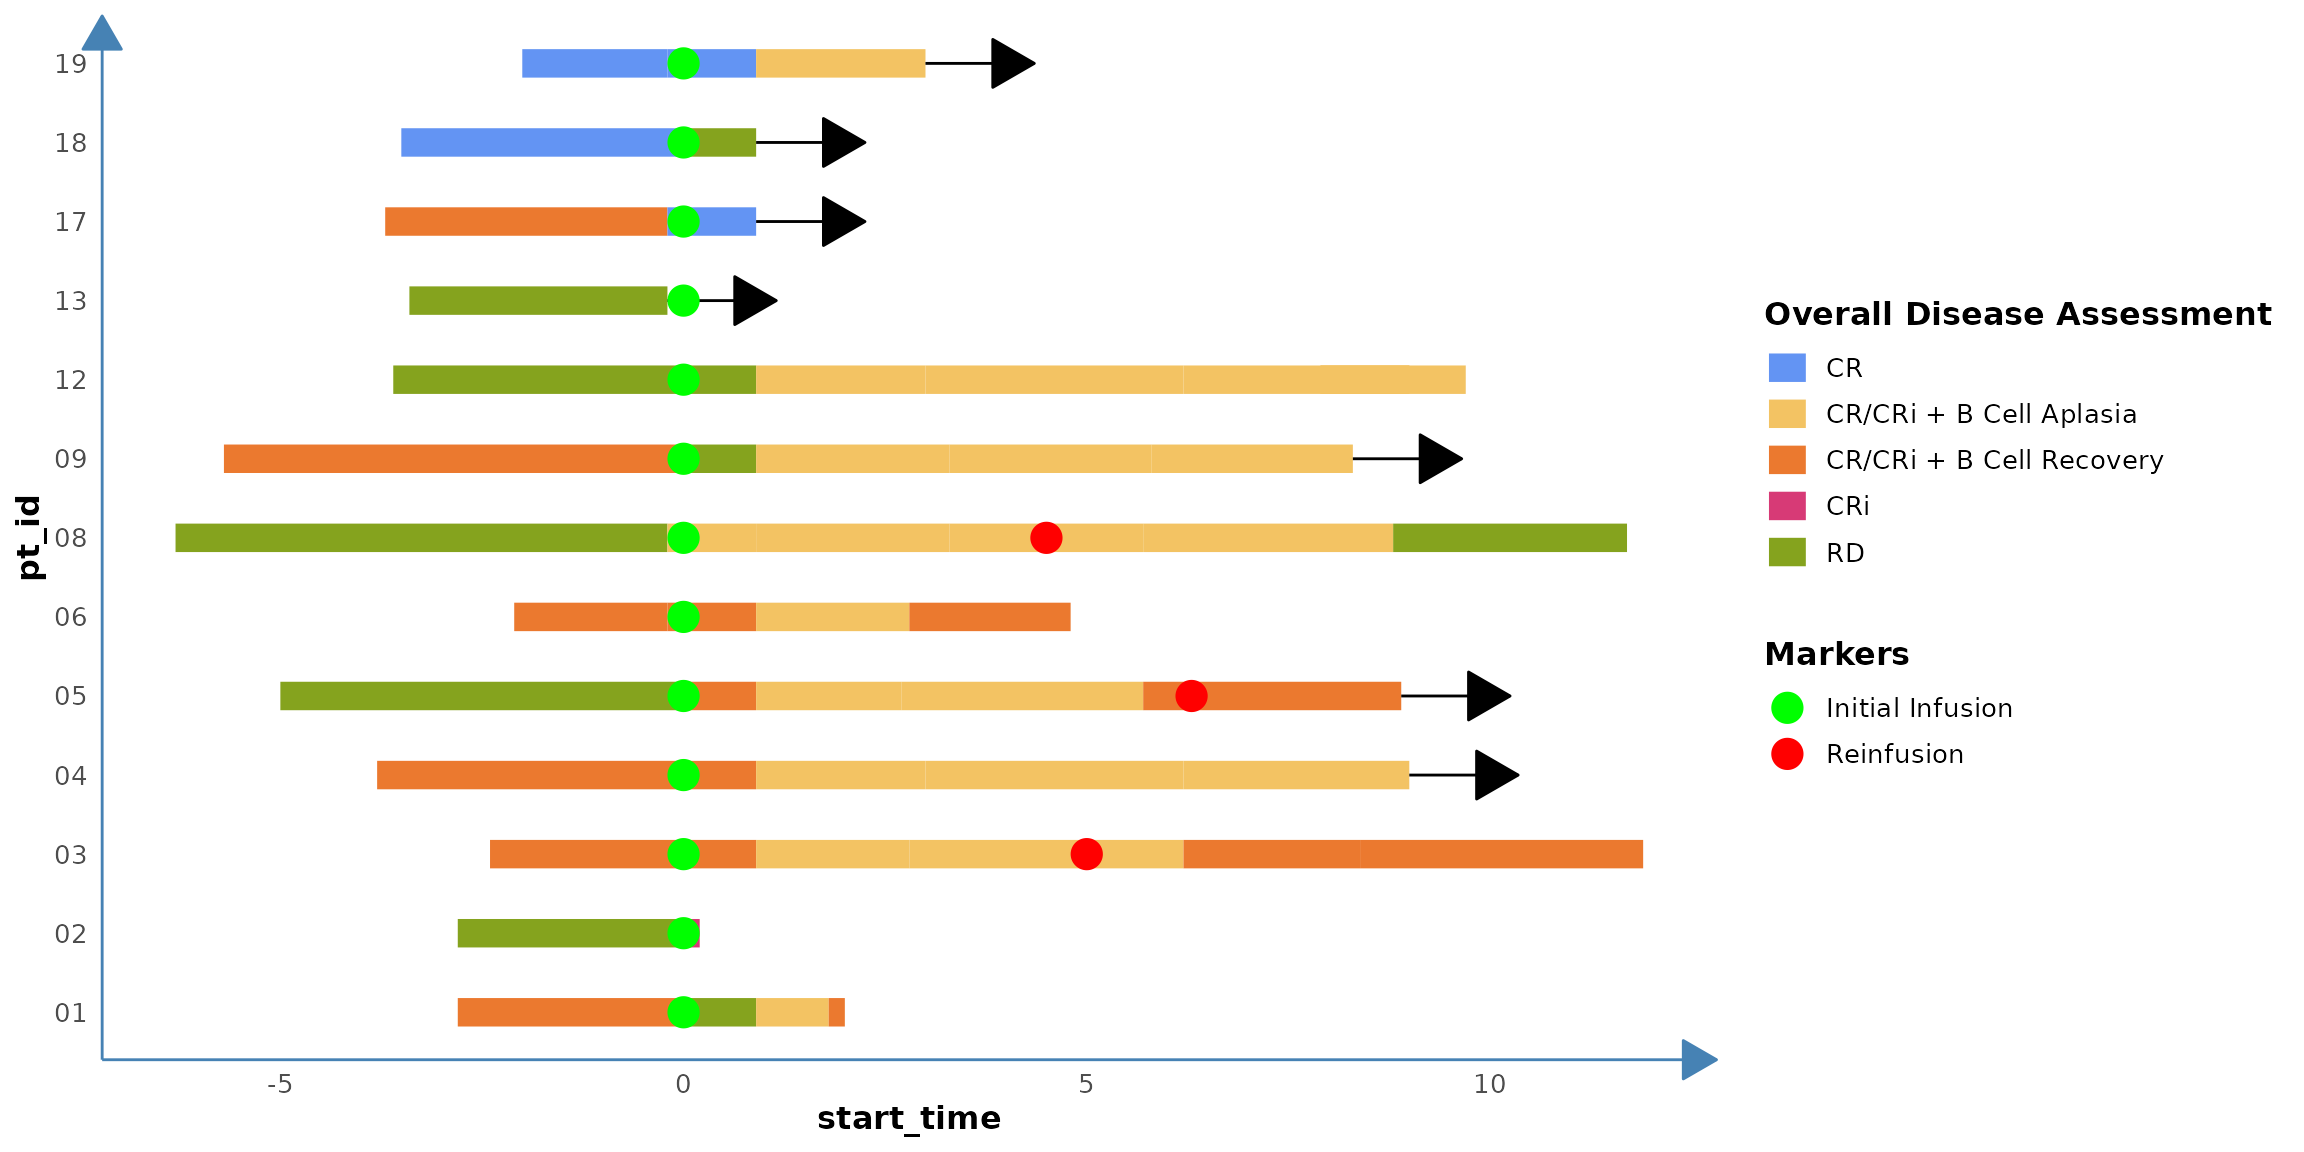 19
18
17
13
12
09
08
06
05
04
03
02
01
pt_id
-5 0 5 10
start_time
Overall Disease Assessment
CR
CR/CRi + B Cell Aplasia
CR/CRi + B Cell Recovery
CRi
RD
Markers
Initial Infusion
Reinfusion